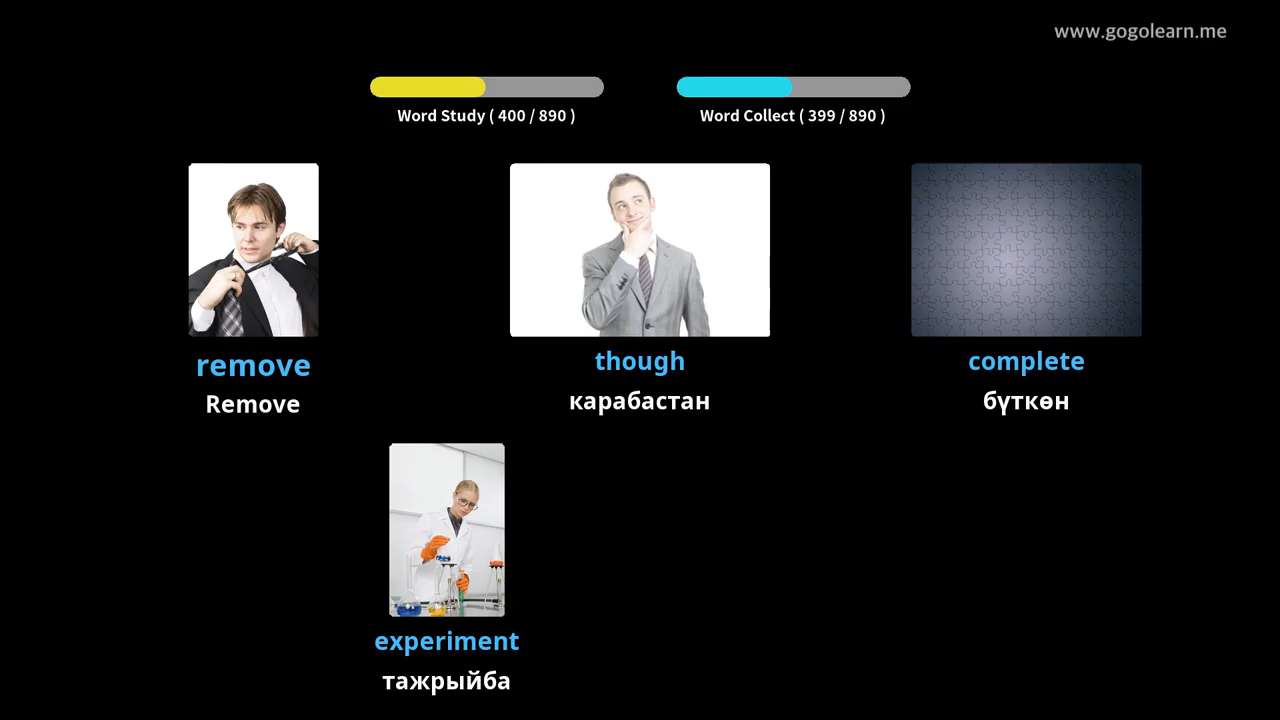 www.gogolearn.me
Word Study ( 400 / 890 )
Word Collect ( 399 / 890 )
remove
Remove
though
карабастан
complete
бүткөн
experiment
тажрыйба